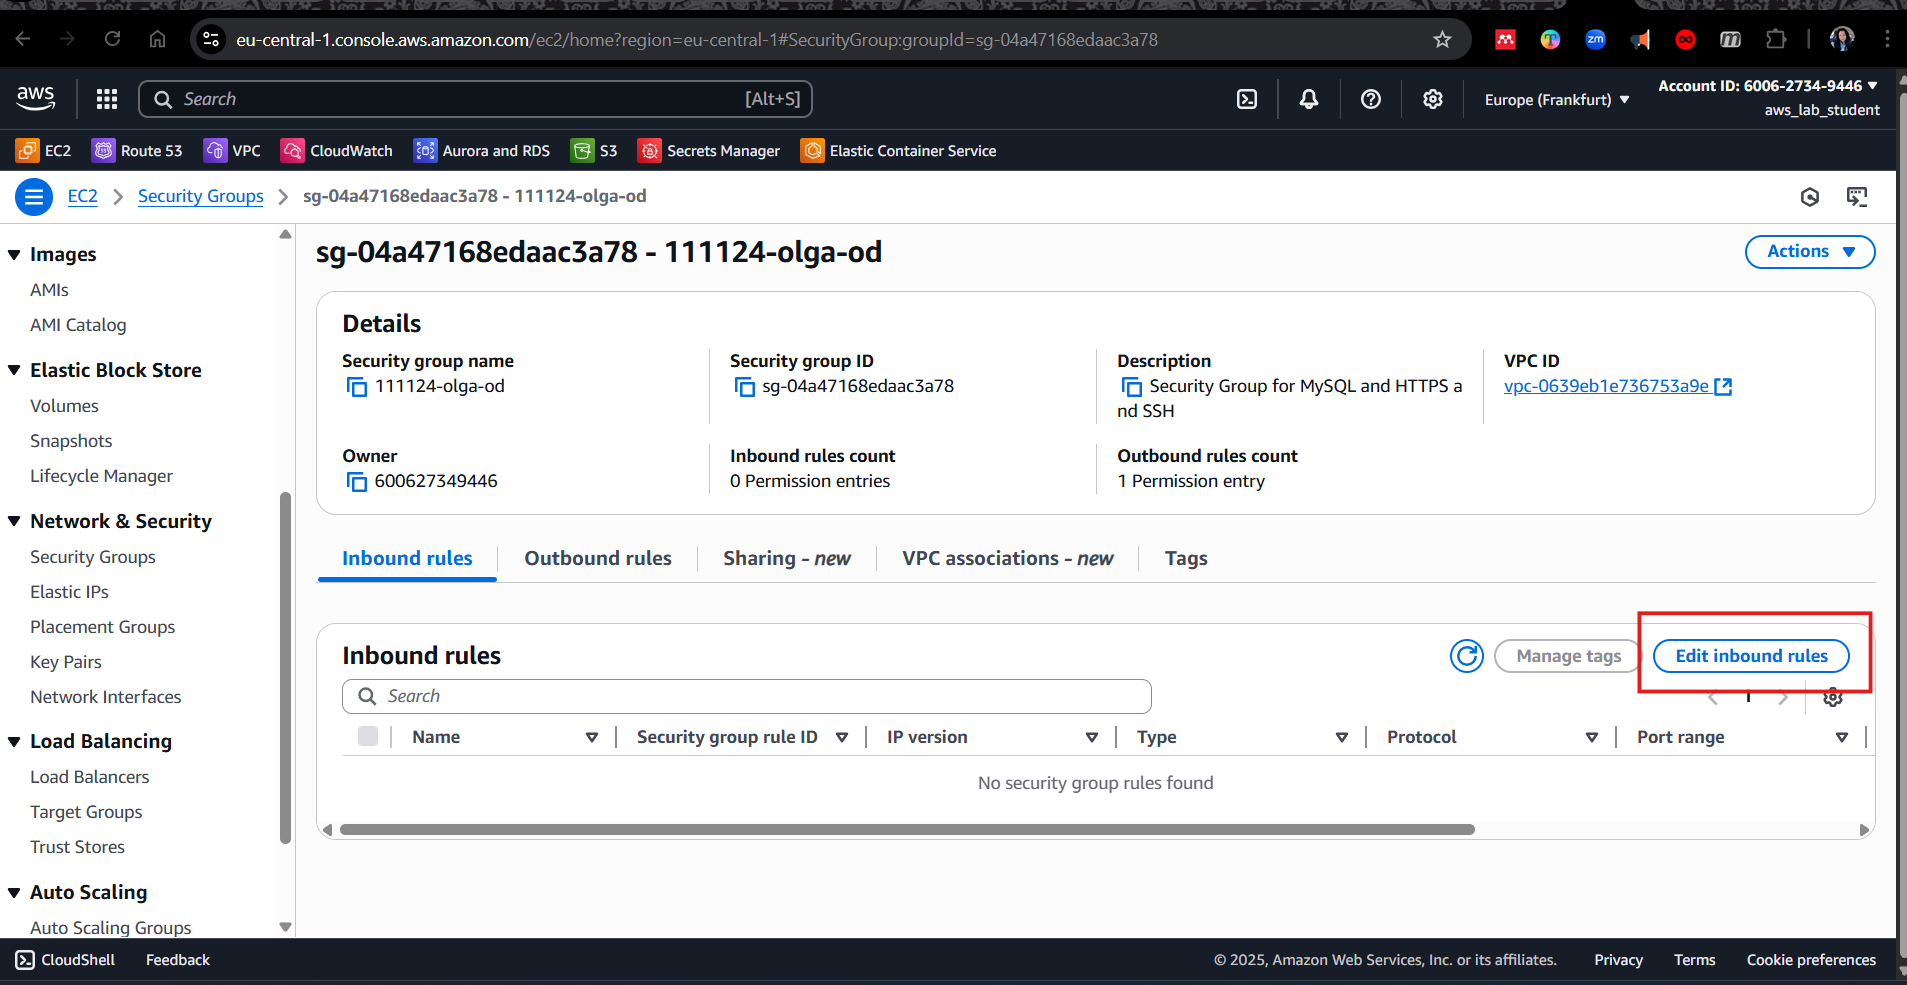 eu-central-1.console.aws.amazon.com/ec2/home?region=eu-central-1#SecurityGroup:groupId=sg-04a47168edaac3a78
zm
m
aws
Search
[Alt+S]
Europe (Frankfurt)
Account ID: 6006-2734-9446
aws_lab_student
EC2
Route 53
VPC
CloudWatch
Aurora and RDS
S3
Secrets Manager
Elastic Container Service
EC2
Security Groups
sg-04a47168edaac3a78 - 111124-olga-od
Images
AMIs
AMI Catalog
Elastic Block Store
Volumes
Snapshots
Lifecycle Manager
Network & Security
Security Groups
Elastic IPs
Placement Groups
Key Pairs
Network Interfaces
Load Balancing
Load Balancers
Target Groups
Trust Stores
Auto Scaling
Auto Scaling Groups
sg-04a47168edaac3a78 - 111124-olga-od
Actions
Details
Security group name
111124-olga-od
Security group ID
sg-04a47168edaac3a78
Description
Security Group for MySQL and HTTPS a
nd SSH
VPC ID
vpc-0639eb1e736753a9e
Owner
600627349446
Inbound rules count
0 Permission entries
Outbound rules count
1 Permission entry
Inbound rules
Outbound rules
Sharing - new
VPC associations - new
Tags
Inbound rules
Manage tags
Edit inbound rules
Search
1
Name
Security group rule ID
IP version
Type
Protocol
Port range
No security group rules found
CloudShell
Feedback
© 2025, Amazon Web Services, Inc. or its affiliates.
Privacy
Terms
Cookie preferences